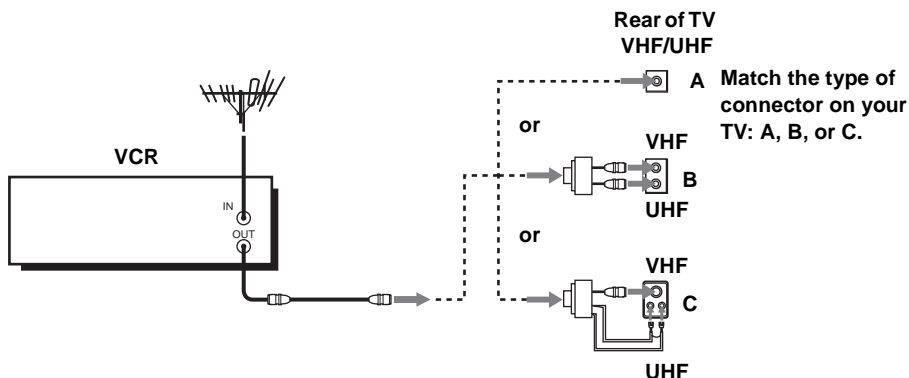 Rear of TV
VHF/UHF
A
Match the type of
connector on your
TV: A, B, or C.
or
VHF
VCR
B
IN
UHF
OUT
or
VHF
C
UHF